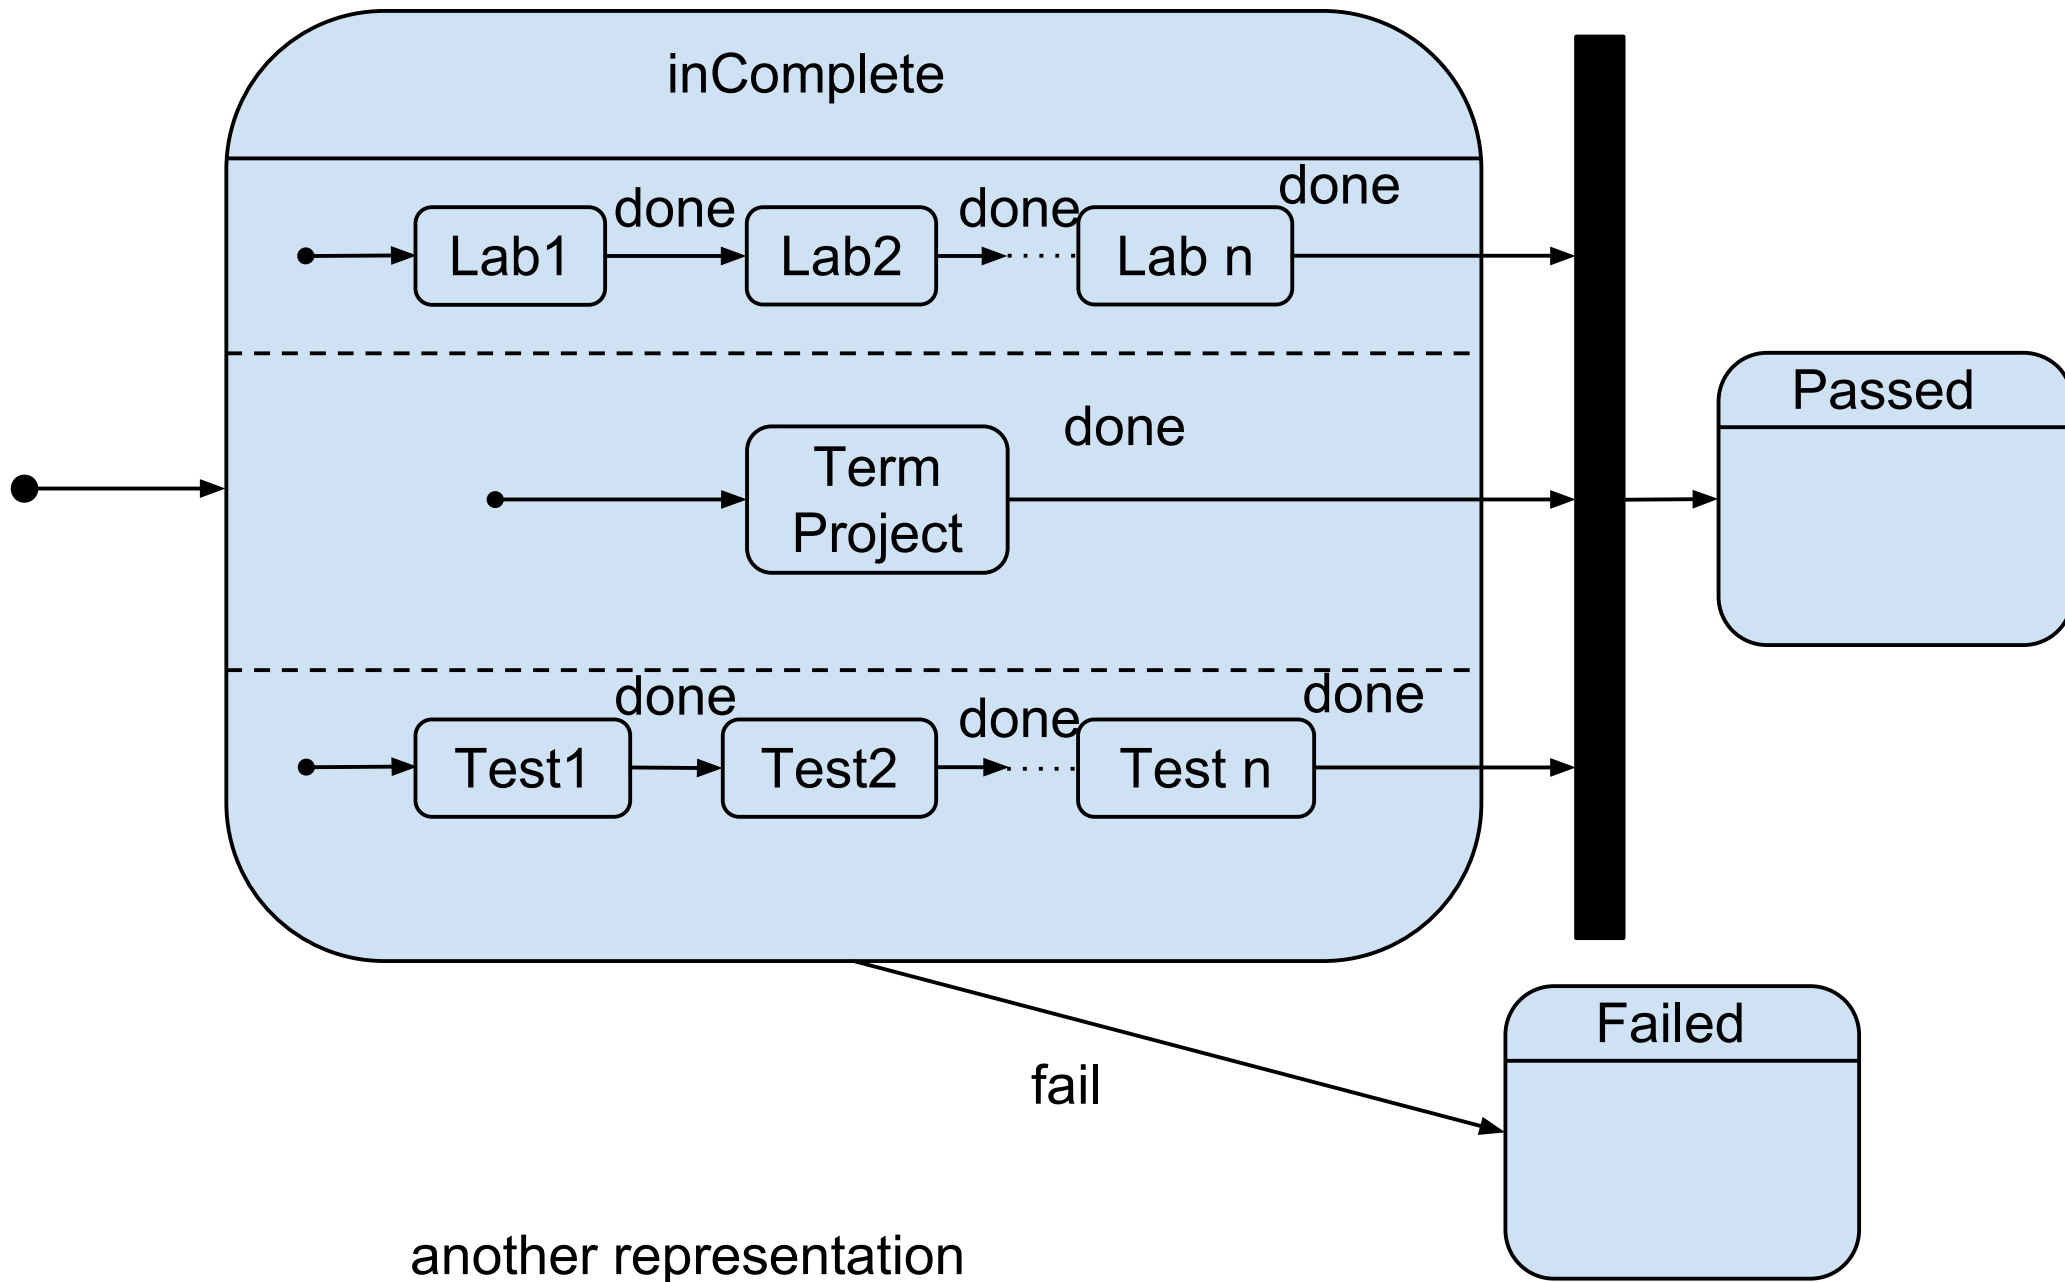 inComplete
done
done
done
Lab1
Lab2
Lab n
done
Term
Project
Passed
done
done
done
Test1
Test2
Test n
Failed
fail
another representation